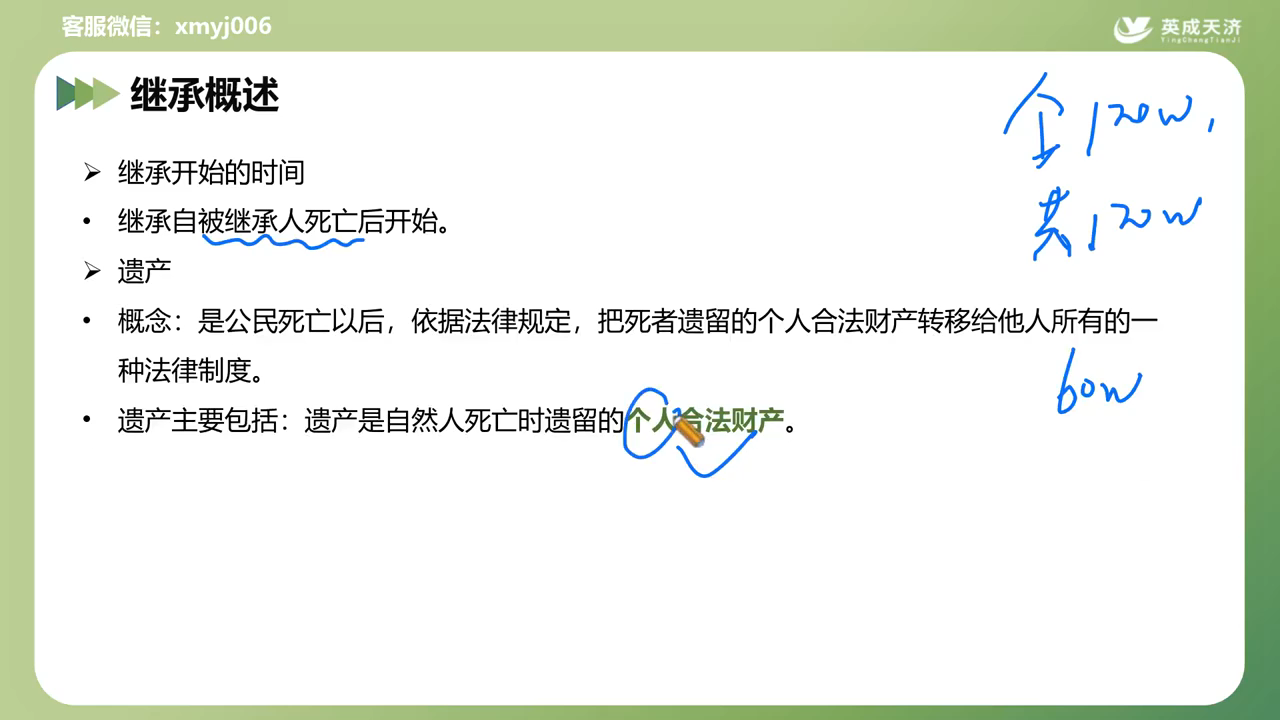 客服微信：xmyj006
英成天济
YingChengTianJi
继承概述
120w,
共120w
继承开始的时间
继承自被继承人死亡后开始。
遗产
概念：是公民死亡以后，依据法律规定，把死者遗留的个人合法财产转移给他人所有的一
种法律制度。
60w
遗产主要包括：遗产是自然人死亡时遗留的个人合法财产。